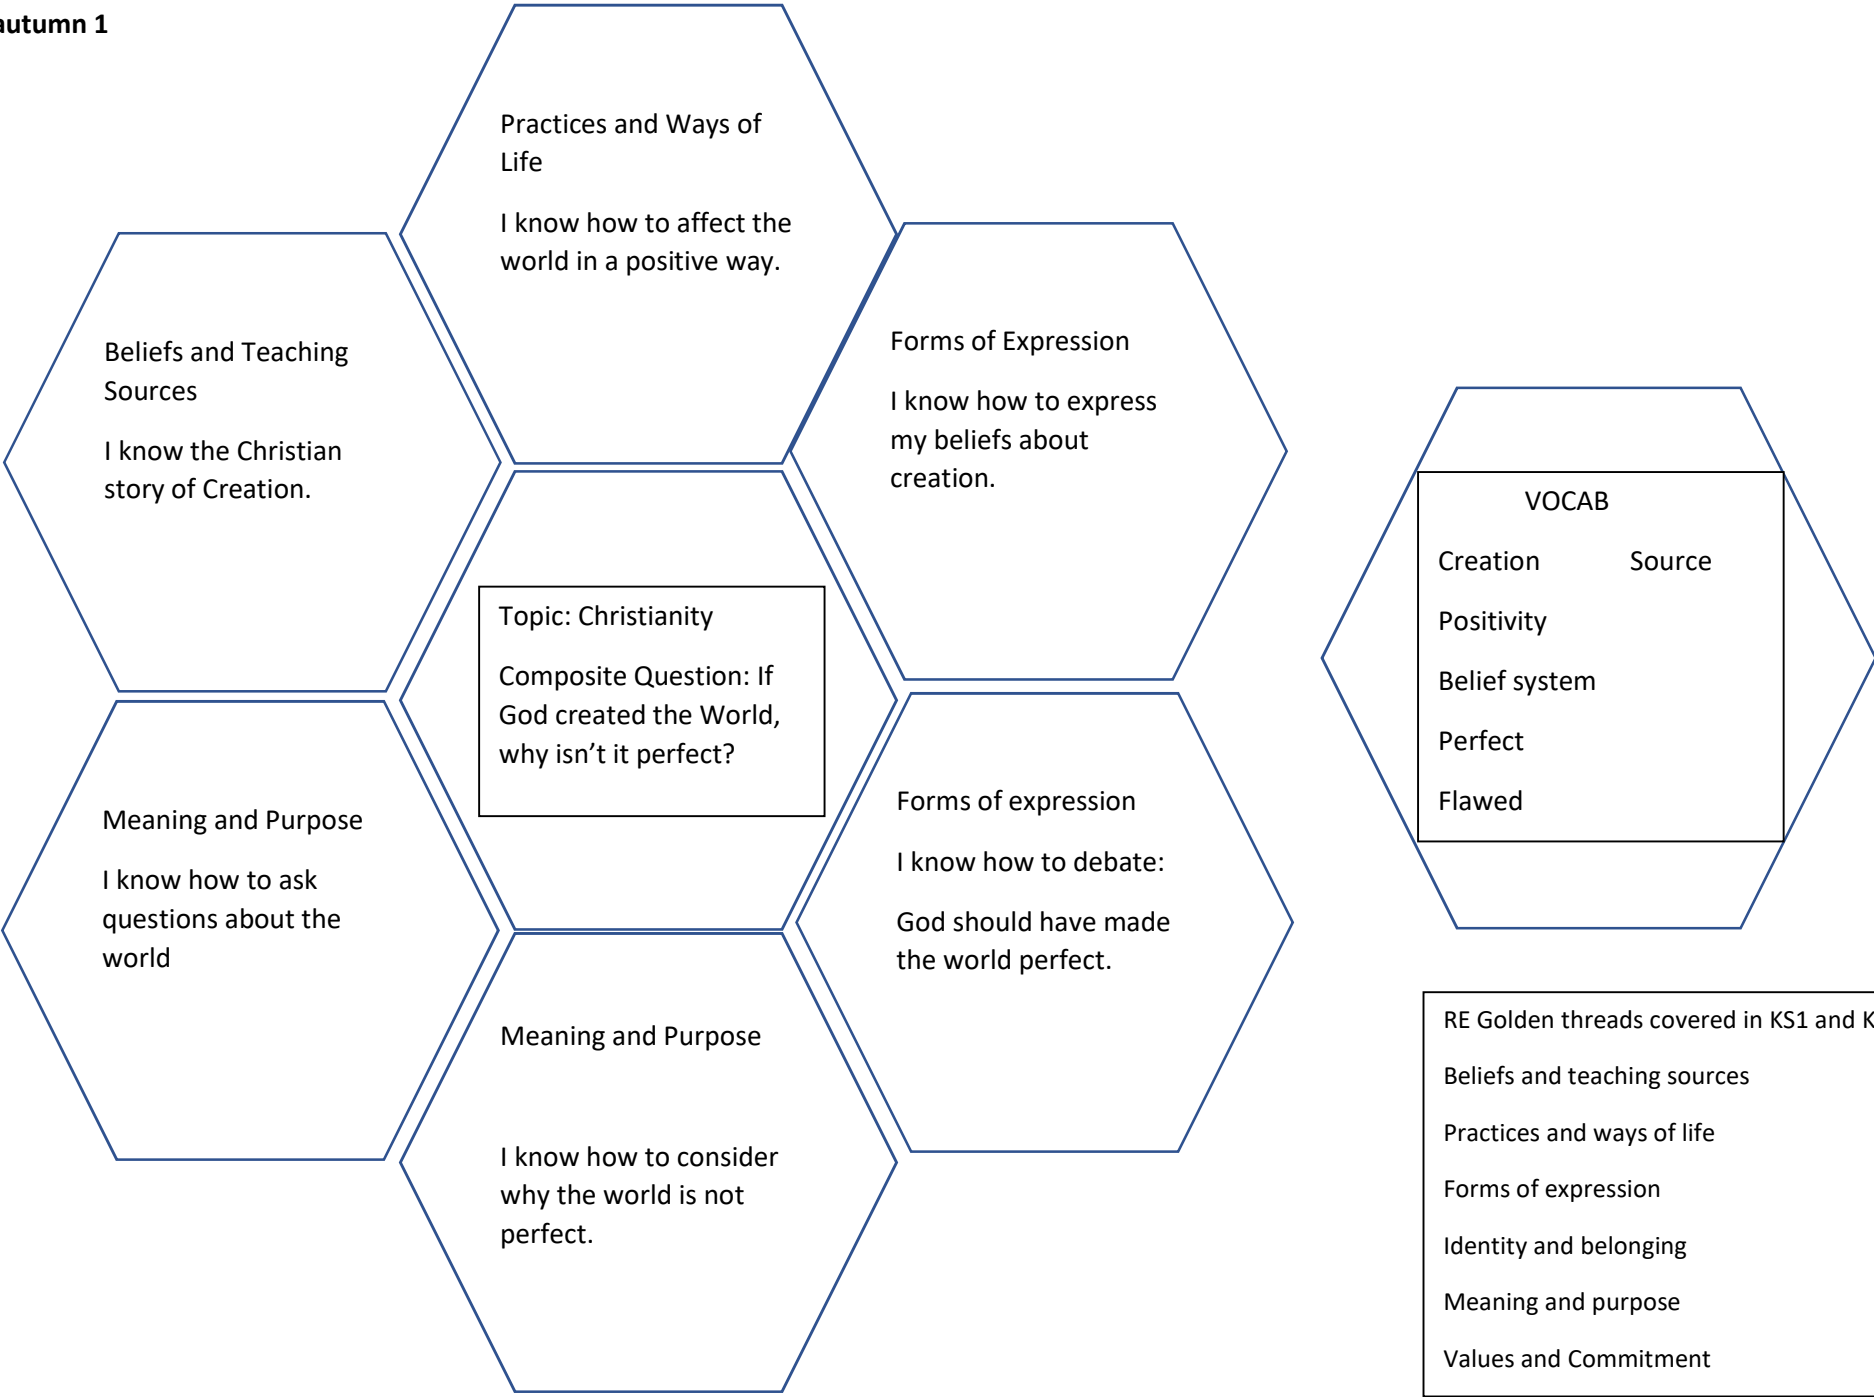 autumn 1
Practices and Ways of
Life
I know how to affect the
world in a positive way.
Beliefs and Teaching
Sources
I know the Christian
story of Creation.
Forms of Expression
I know how to express
my beliefs about
creation.
Topic: Christianity
Composite Question: If
God created the World,
why isn’t it perfect?
Meaning and Purpose
I know how to ask
questions about the
world
Forms of expression
I know how to debate:
God should have made
the world perfect.
Meaning and Purpose
I know how to consider
why the world is not
perfect.
VOCAB
Creation Source
Positivity
Belief system
Perfect
Flawed
RE Golden threads covered in KS1 and K
Beliefs and teaching sources
Practices and ways of life
Forms of expression
Identity and belonging
Meaning and purpose
Values and Commitment